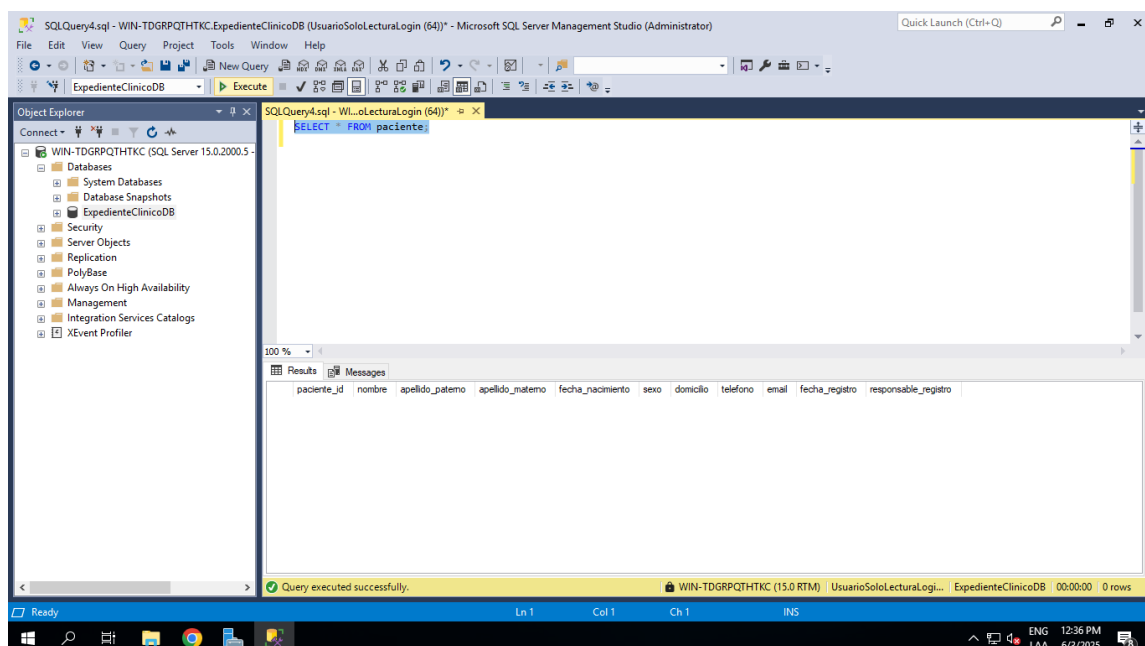 SQLQuery4.sql - WIN-TDGRPQTHTKC.ExpedienteClinicoDB (UsuarioSoloLecturaLogin (64))* - Microsoft SQL Server Management Studio (Administrator)
Quick Launch (Ctrl+Q)
File Edit View Query Project Tools Window Help
New Query
ExpedienteClinicoDB
Execute
Object Explorer
SQLQuery4.sql - WI...oLecturaLogin (64))*
Connect
SELECT * FROM paciente;
WIN-TDGRPQTHTKC (SQL Server 15.0.2000.5 -
Databases
System Databases
Database Snapshots
ExpedienteClinicoDB
Security
Server Objects
Replication
PolyBase
Always On High Availability
Management
Integration Services Catalogs
XEvent Profiler
100 %
Results Messages
paciente_id nombre apellido_paterno apellido_materno fecha_nacimiento sexo domicilio telefono email fecha_registro responsable_registro
Query executed successfully.
WIN-TDGRPQTHTKC (15.0 RTM) UsuarioSoloLecturaLogi... ExpedienteClinicoDB 00:00:00 0 rows
Ready Ln 1 Col 1 Ch 1 INS
ENG 12:36 PM
LAA 6/3/2025